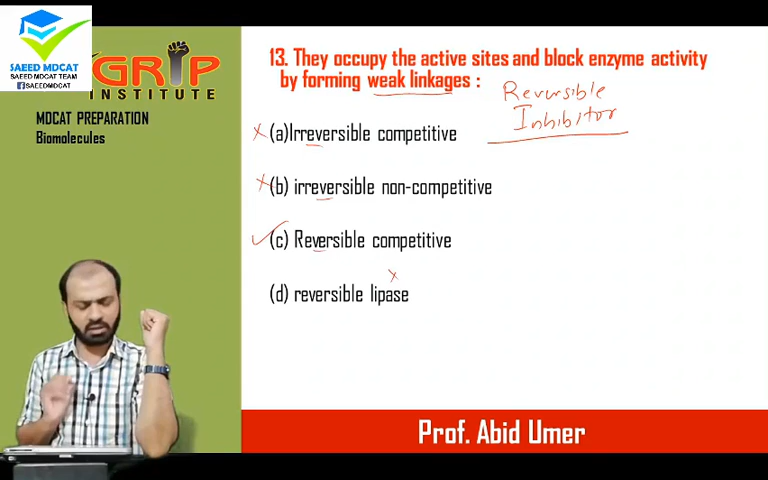 SAEED MDCAT
SAEED MDCAT TEAM
f/SAEEDMDCAT
GRIP
INSTITUTE
MDCAT PREPARATION
Biomolecules
13. They occupy the active sites and block enzyme activity
by forming weak linkages :
Reversible
Inhibitor
(a)Irreversible competitive
(b) irreversible non-competitive
(c) Reversible competitive
(d) reversible lipase
Prof. Abid Umer